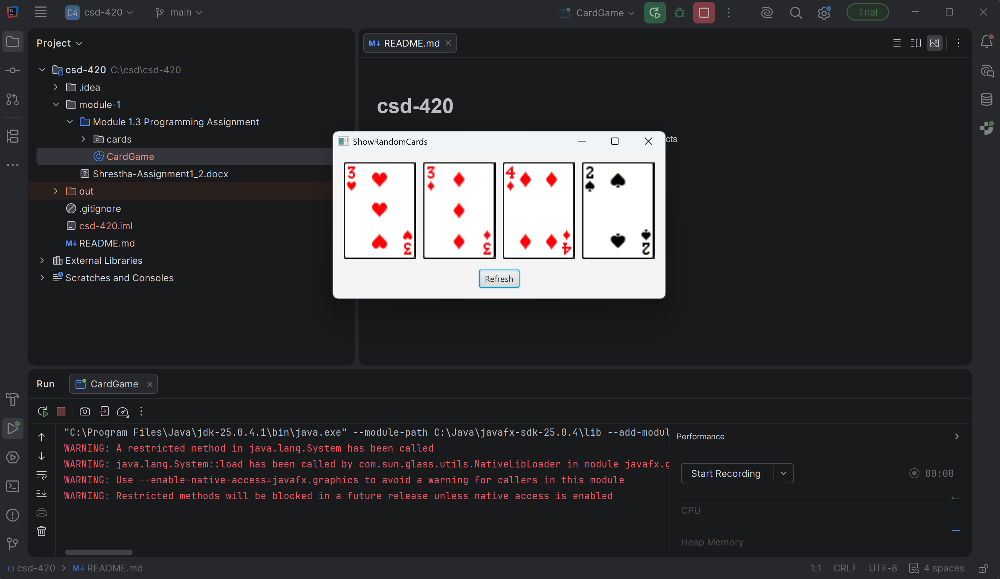 C4 csd-420 main CardGame Trial
Project
README.md
csd-420 C:\csd\csd-420
.idea
module-1
Module 1.3 Programming Assignment
cards
CardGame
Shrestha-Assignment1_2.docx
out
.gitignore
csd-420.iml
README.md
External Libraries
Scratches and Consoles
csd-420
cts
ShowRandomCards
3 3 4 2
3 3 4 2
Refresh
Run CardGame
"C:\Program Files\Java\jdk-25.0.4.1\bin\java.exe" --module-path C:\Java\javafx-sdk-25.0.4\lib --add-modul
WARNING: A restricted method in java.lang.System has been called
WARNING: java.lang.System::load has been called by com.sun.glass.utils.NativeLibLoader in module javafx.g
WARNING: Use --enable-native-access=javafx.graphics to avoid a warning for callers in this module
WARNING: Restricted methods will be blocked in a future release unless native access is enabled
Performance
Start Recording 00:00
CPU
Heap Memory
csd-420 README.md 1:1 CRLF UTF-8 4 spaces